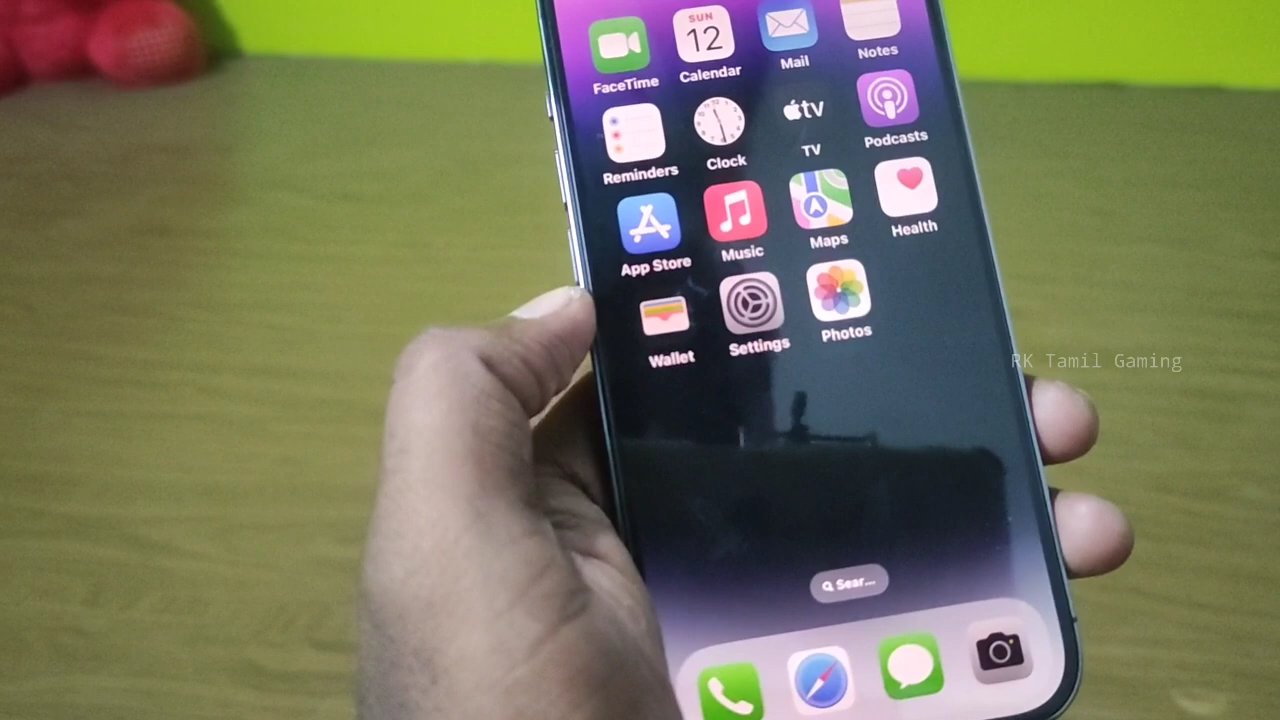 FaceTime
SUN
12
Calendar
Mail
Notes
Reminders
Clock
tv
TV
Podcasts
App Store
Music
Maps
Health
Wallet
Settings
Photos
RK Tamil Gaming
Sear...